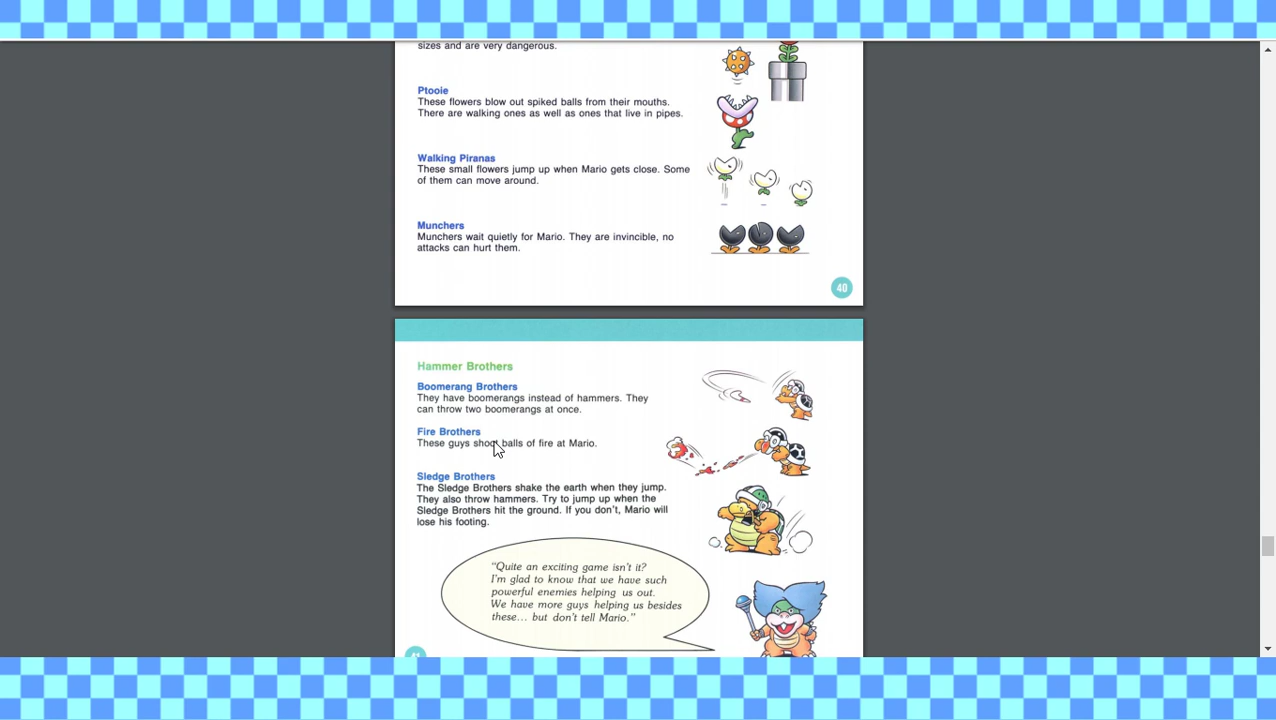 sizes and are very dangerous.
Ptooie
These flowers blow out spiked balls from their mouths.
There are walking ones as well as ones that live in pipes.
Walking Piranas
These small flowers jump up when Mario gets close. Some
of them can move around.
Munchers
Munchers wait quietly for Mario. They are invincible, no
attacks can hurt them.
40
Hammer Brothers
Boomerang Brothers
They have boomerangs instead of hammers. They
can throw two boomerangs at once.
Fire Brothers
These guys shoot balls of fire at Mario.
Sledge Brothers
The Sledge Brothers shake the earth when they jump.
They also throw hammers. Try to jump up when the
Sledge Brothers hit the ground. If you don't, Mario will
lose his footing.
"Quite an exciting game isn't it?
I'm glad to know that we have such
powerful enemies helping us out.
We have more guys helping us besides
these... but don't tell Mario."